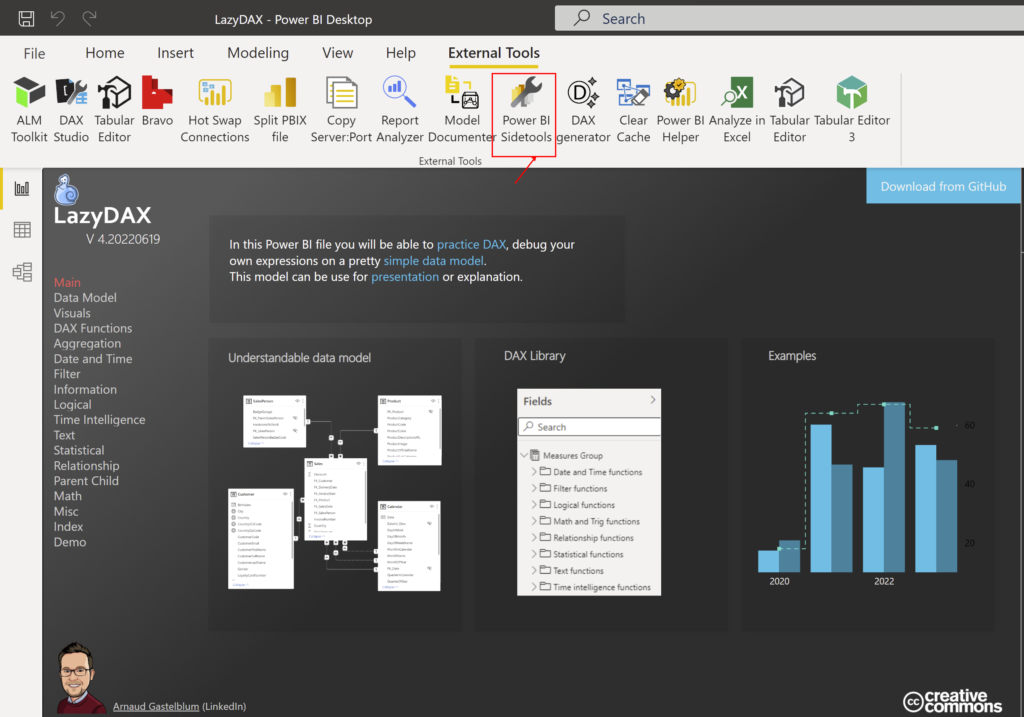 LazyDAX - Power BI Desktop
Search
File Home Insert Modeling View Help External Tools
ALM Toolkit
DAX Studio
Tabular Editor
Bravo
Hot Swap Connections
Split PBIX file
Copy Server:Port
Report Analyzer
Model Documenter
Power BI Sidetools
DAX generator
Clear Cache
Power BI Helper
Analyze in Excel
Tabular Editor
Tabular Editor 3
External Tools
Download from GitHub
LazyDAX
V 4.20220619
In this Power BI file you will be able to practice DAX, debug your
own expressions on a pretty simple data model.
This model can be use for presentation or explanation.
Main
Data Model
Visuals
DAX Functions
Aggregation
Date and Time
Filter
Information
Logical
Time Intelligence
Text
Statistical
Relationship
Parent Child
Math
Misc
Index
Demo
Understandable data model
SalesPerson
Product
Sales
Customer
Calendar
DAX Library
Fields
Search
Measures Group
Date and Time functions
Filter functions
Logical functions
Math and Trig functions
Relationship functions
Statistical functions
Text functions
Time intelligence functions
Examples
60
40
20
2020
2022
Arnaud Gastelblum (LinkedIn)
cc creative
commons